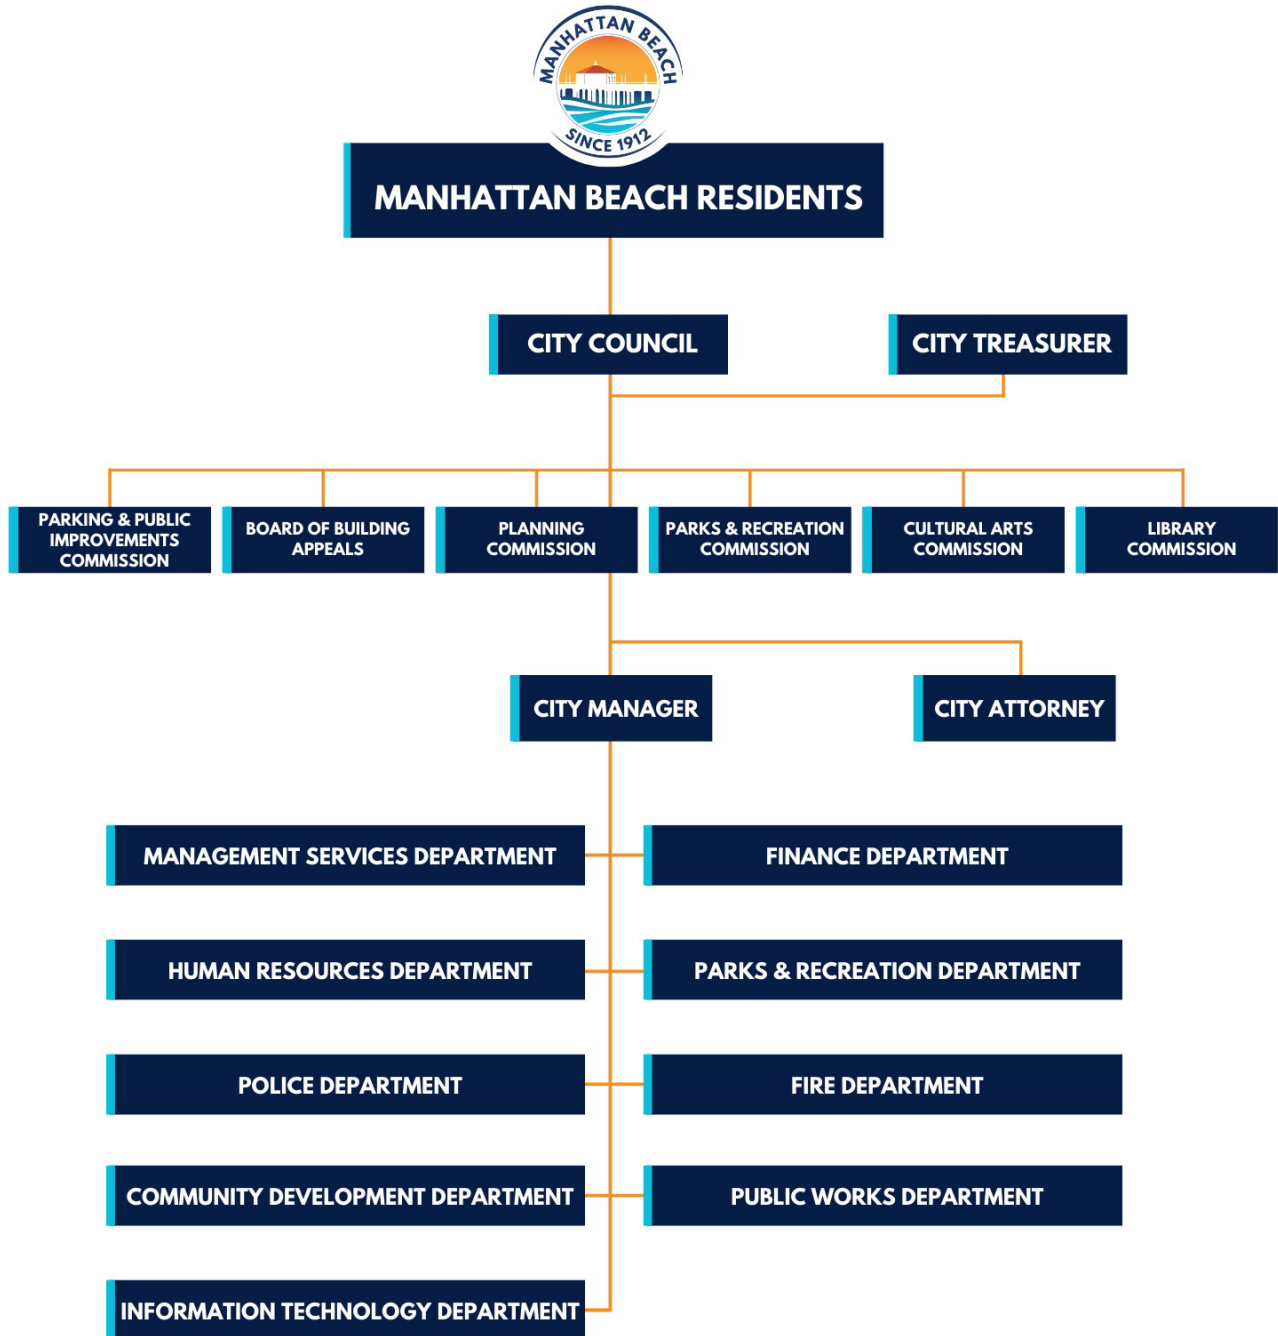 MANHATTAN BEACH
SINCE 1912
MANHATTAN BEACH RESIDENTS
CITY COUNCIL
CITY TREASURER
PARKING & PUBLIC
IMPROVEMENTS
COMMISSION
BOARD OF BUILDING
APPEALS
PLANNING
COMMISSION
PARKS & RECREATION
COMMISSION
CULTURAL ARTS
COMMISSION
LIBRARY
COMMISSION
CITY MANAGER
CITY ATTORNEY
MANAGEMENT SERVICES DEPARTMENT
FINANCE DEPARTMENT
HUMAN RESOURCES DEPARTMENT
PARKS & RECREATION DEPARTMENT
POLICE DEPARTMENT
FIRE DEPARTMENT
COMMUNITY DEVELOPMENT DEPARTMENT
PUBLIC WORKS DEPARTMENT
INFORMATION TECHNOLOGY DEPARTMENT